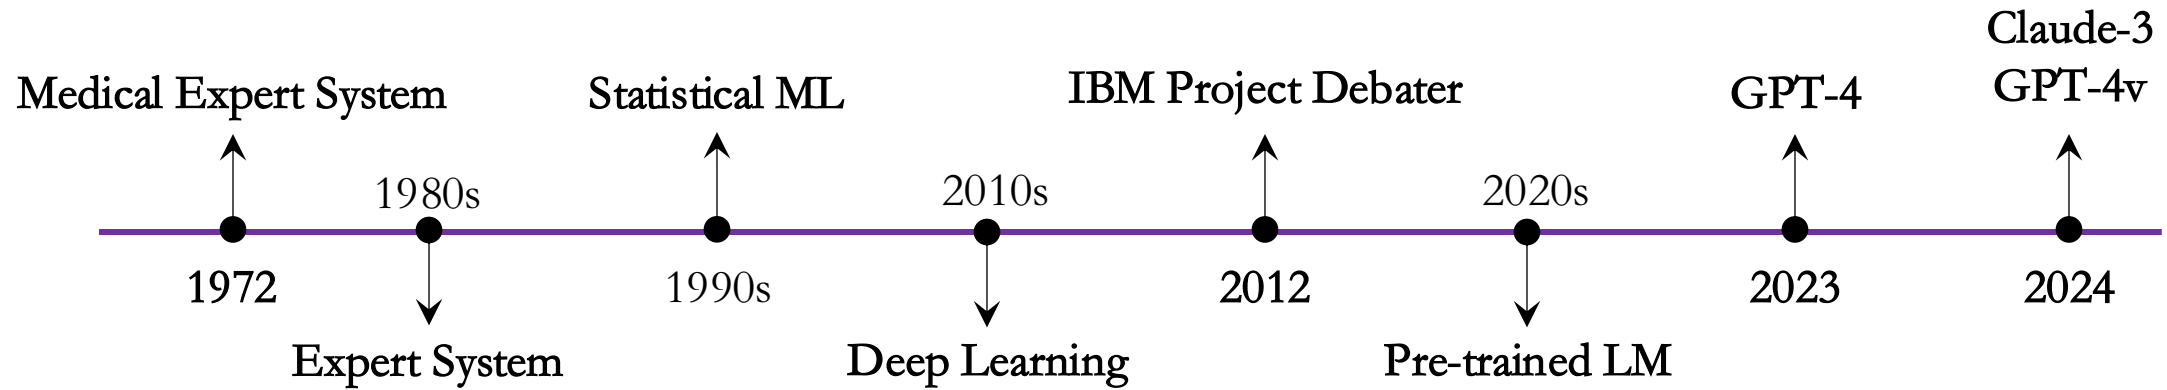 Claude-3
Medical Expert System
Statistical ML
IBM Project Debater
GPT-4
GPT-4v
1980s
2010s
2020s
1972
1990s
2012
2023
2024
Expert System
Deep Learning
Pre-trained LM